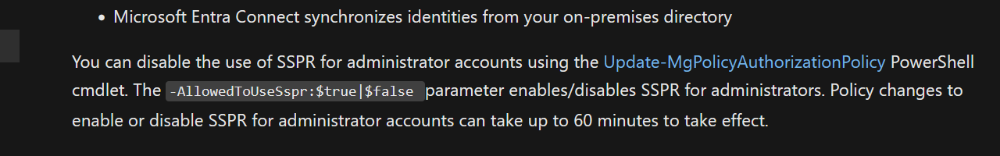 • Microsoft Entra Connect synchronizes identities from your on-premises directory
You can disable the use of SSPR for administrator accounts using the Update-MgPolicyAuthorizationPolicy PowerShell
cmdlet. The -AllowedToUseSspr:$true|$false parameter enables/disables SSPR for administrators. Policy changes to
enable or disable SSPR for administrator accounts can take up to 60 minutes to take effect.